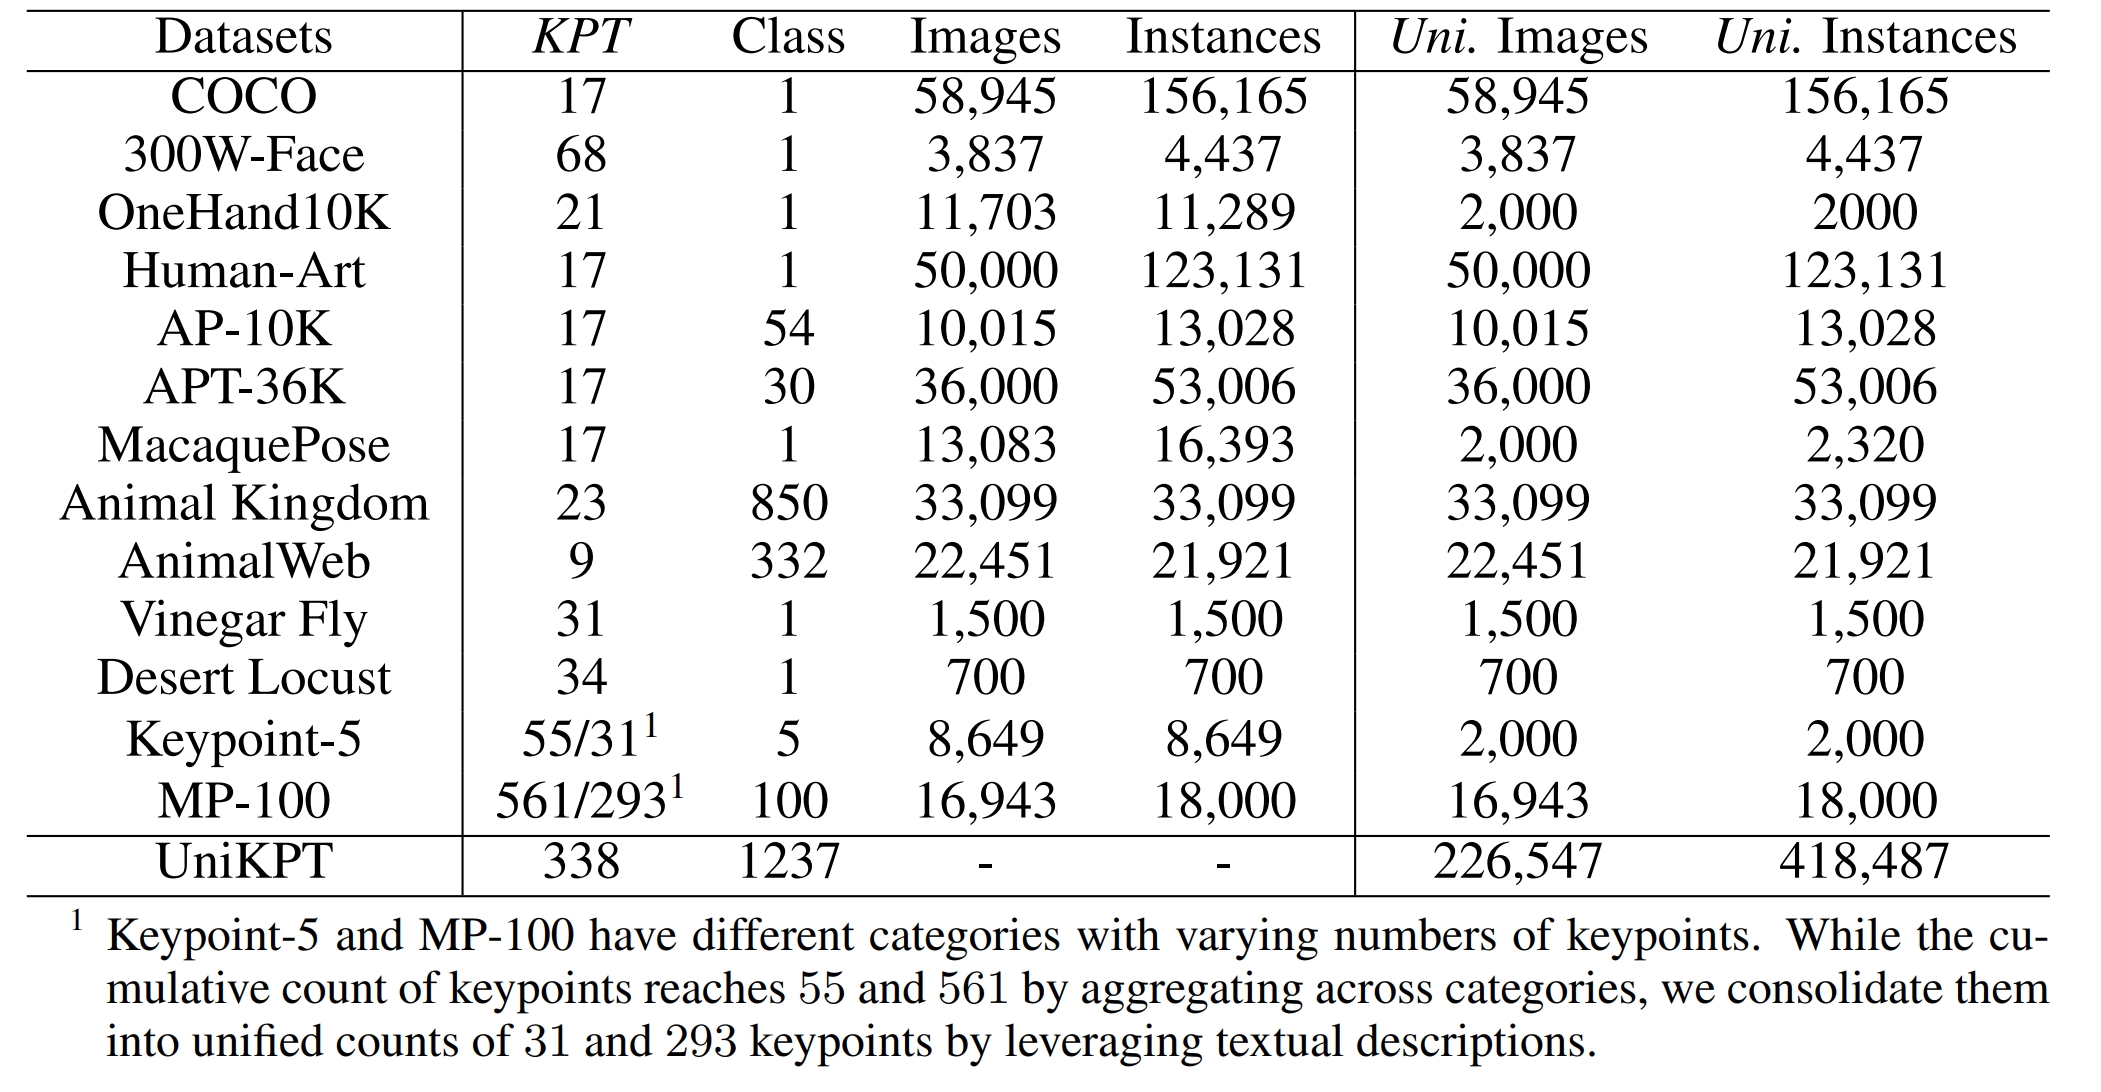 Datasets KPT Class Images Instances Uni. Images Uni. Instances
COCO 17 1 58,945 156,165 58,945 156,165
300W-Face 68 1 3,837 4,437 3,837 4,437
OneHand10K 21 1 11,703 11,289 2,000 2000
Human-Art 17 1 50,000 123,131 50,000 123,131
AP-10K 17 54 10,015 13,028 10,015 13,028
APT-36K 17 30 36,000 53,006 36,000 53,006
MacaquePose 17 1 13,083 16,393 2,000 2,320
Animal Kingdom 23 850 33,099 33,099 33,099 33,099
AnimalWeb 9 332 22,451 21,921 22,451 21,921
Vinegar Fly 31 1 1,500 1,500 1,500 1,500
Desert Locust 34 1 700 700 700 700
Keypoint-5 55/31¹ 5 8,649 8,649 2,000 2,000
MP-100 561/293¹ 100 16,943 18,000 16,943 18,000
UniKPT 338 1237 - - 226,547 418,487
¹ Keypoint-5 and MP-100 have different categories with varying numbers of keypoints. While the cu-
mulative count of keypoints reaches 55 and 561 by aggregating across categories, we consolidate them
into unified counts of 31 and 293 keypoints by leveraging textual descriptions.